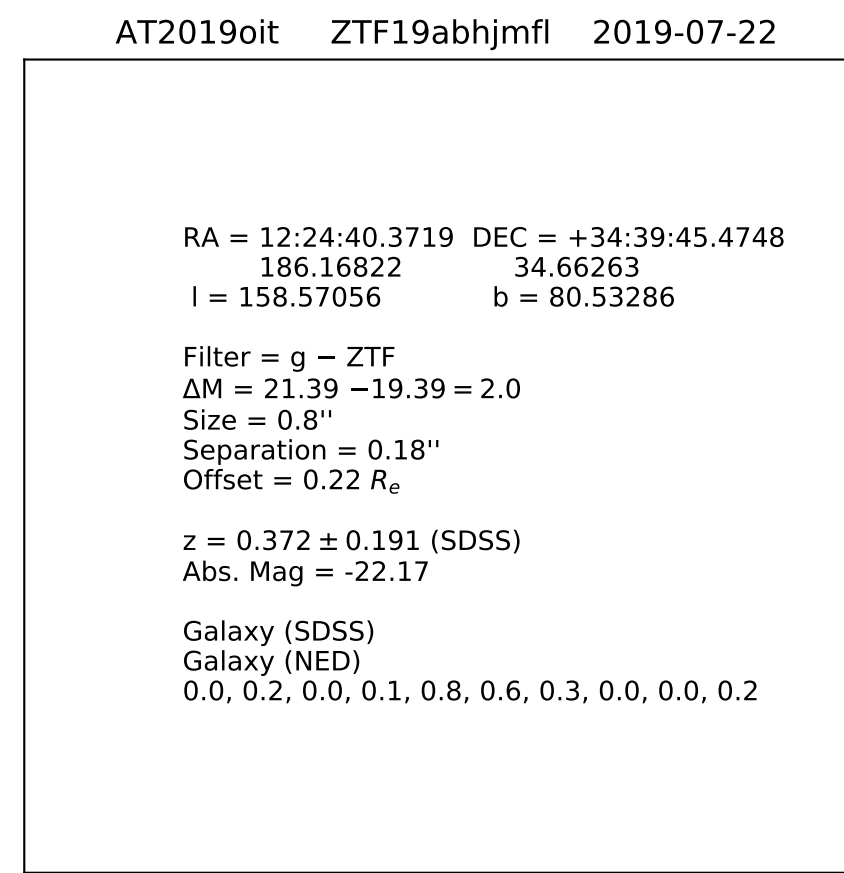 AT2019oit ZTF19abhjmfl 2019-07-22
RA = 12:24:40.3719 DEC = +34:39:45.4748
186.16822 34.66263
l = 158.57056 b = 80.53286
Filter = g − ZTF
ΔM = 21.39 −19.39 = 2.0
Size = 0.8''
Separation = 0.18''
Offset = 0.22 Re
z = 0.372 ± 0.191 (SDSS)
Abs. Mag = -22.17
Galaxy (SDSS)
Galaxy (NED)
0.0, 0.2, 0.0, 0.1, 0.8, 0.6, 0.3, 0.0, 0.0, 0.2